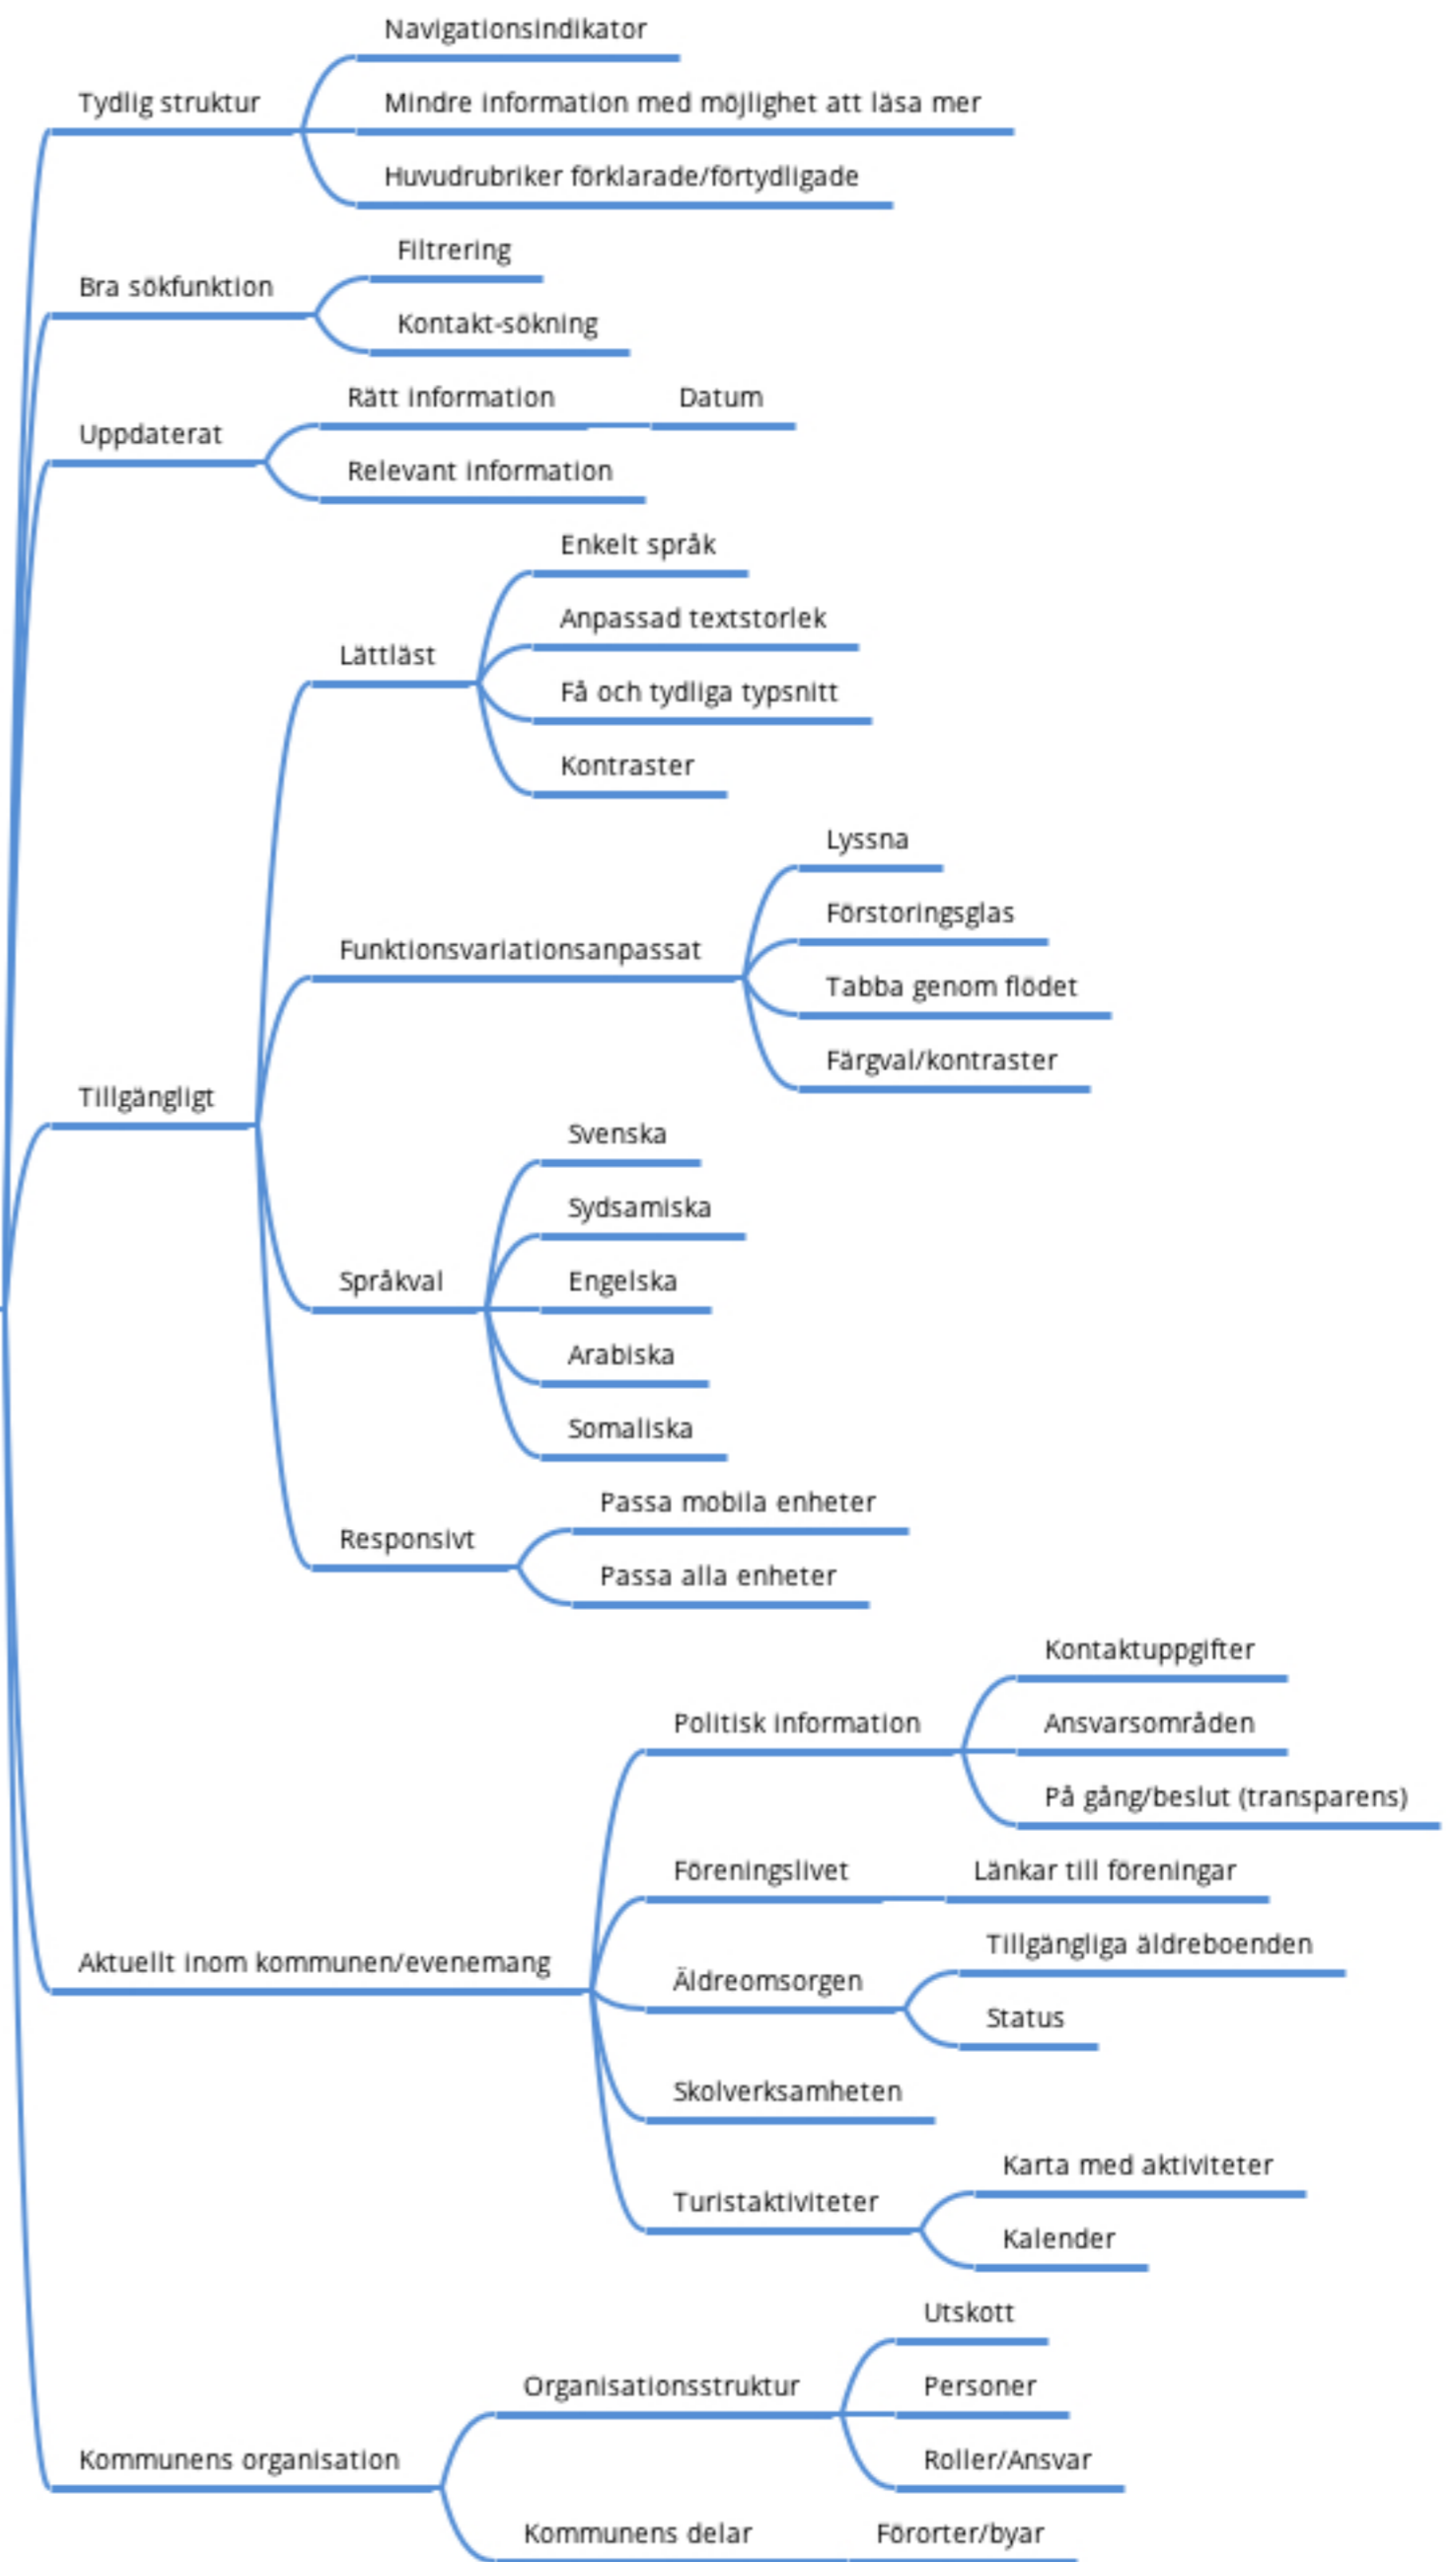 Navigationsindikator
Tydlig struktur
Mindre information med möjlighet att läsa mer
Huvudrubriker förklarade/förtydligade
Filtrering
Bra sökfunktion
Kontakt-sökning
Rätt information
Datum
Uppdaterat
Relevant information
Enkelt språk
Anpassad textstorlek
Lättläst
Få och tydliga typsnitt
Kontraster
Lyssna
Förstoringsglas
Funktionsvariationsanpassat
Tabba genom flödet
Färgval/kontraster
Tillgängligt
Svenska
Sydsamiska
Språkval
Engelska
Arabiska
Somaliska
Passa mobila enheter
Responsivt
Passa alla enheter
Kontaktuppgifter
Politisk information
Ansvarsområden
På gång/beslut (transparens)
Föreningslivet
Länkar till föreningar
Aktuellt inom kommunen/evenemang
Tillgängliga äldreboenden
Äldreomsorgen
Status
Skolverksamheten
Karta med aktiviteter
Turistaktiviteter
Kalender
Utskott
Organisationsstruktur
Personer
Roller/Ansvar
Kommunens organisation
Kommunens delar
Förorter/byar